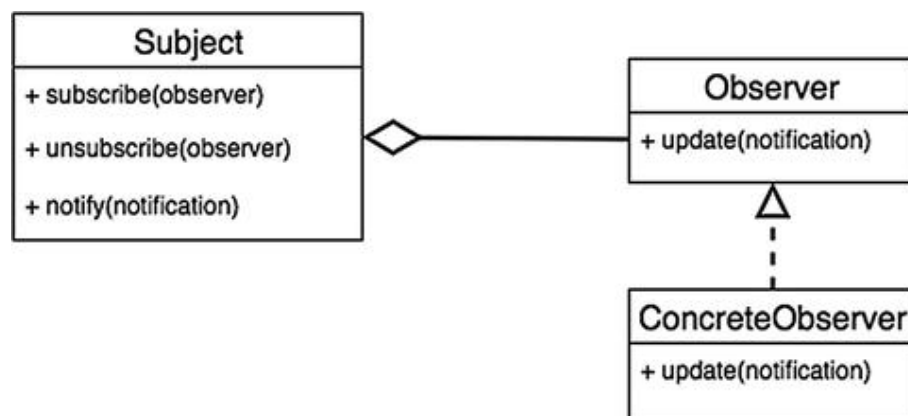 Subject
+ subscribe(observer)
+ unsubscribe(observer)
+ notify(notification)
Observer
+ update(notification)
ConcreteObserver
+ update(notification)